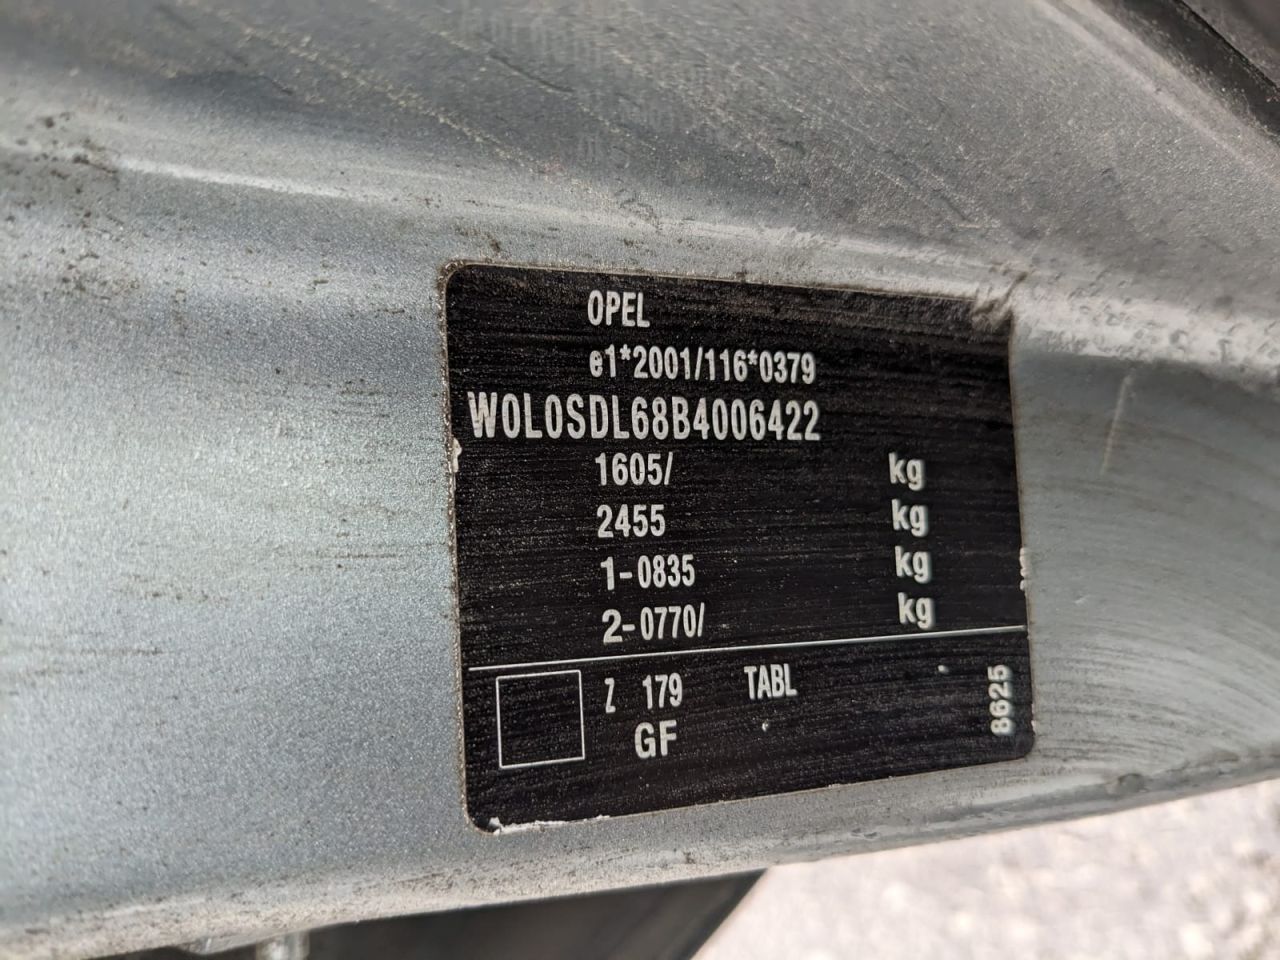 OPEL
e1*2001/116*0379
W0L0SDL68B4006422
1605/ kg
2455 kg
1-0835 kg
2-0770/ kg
Z 179 TABL
GF
8625